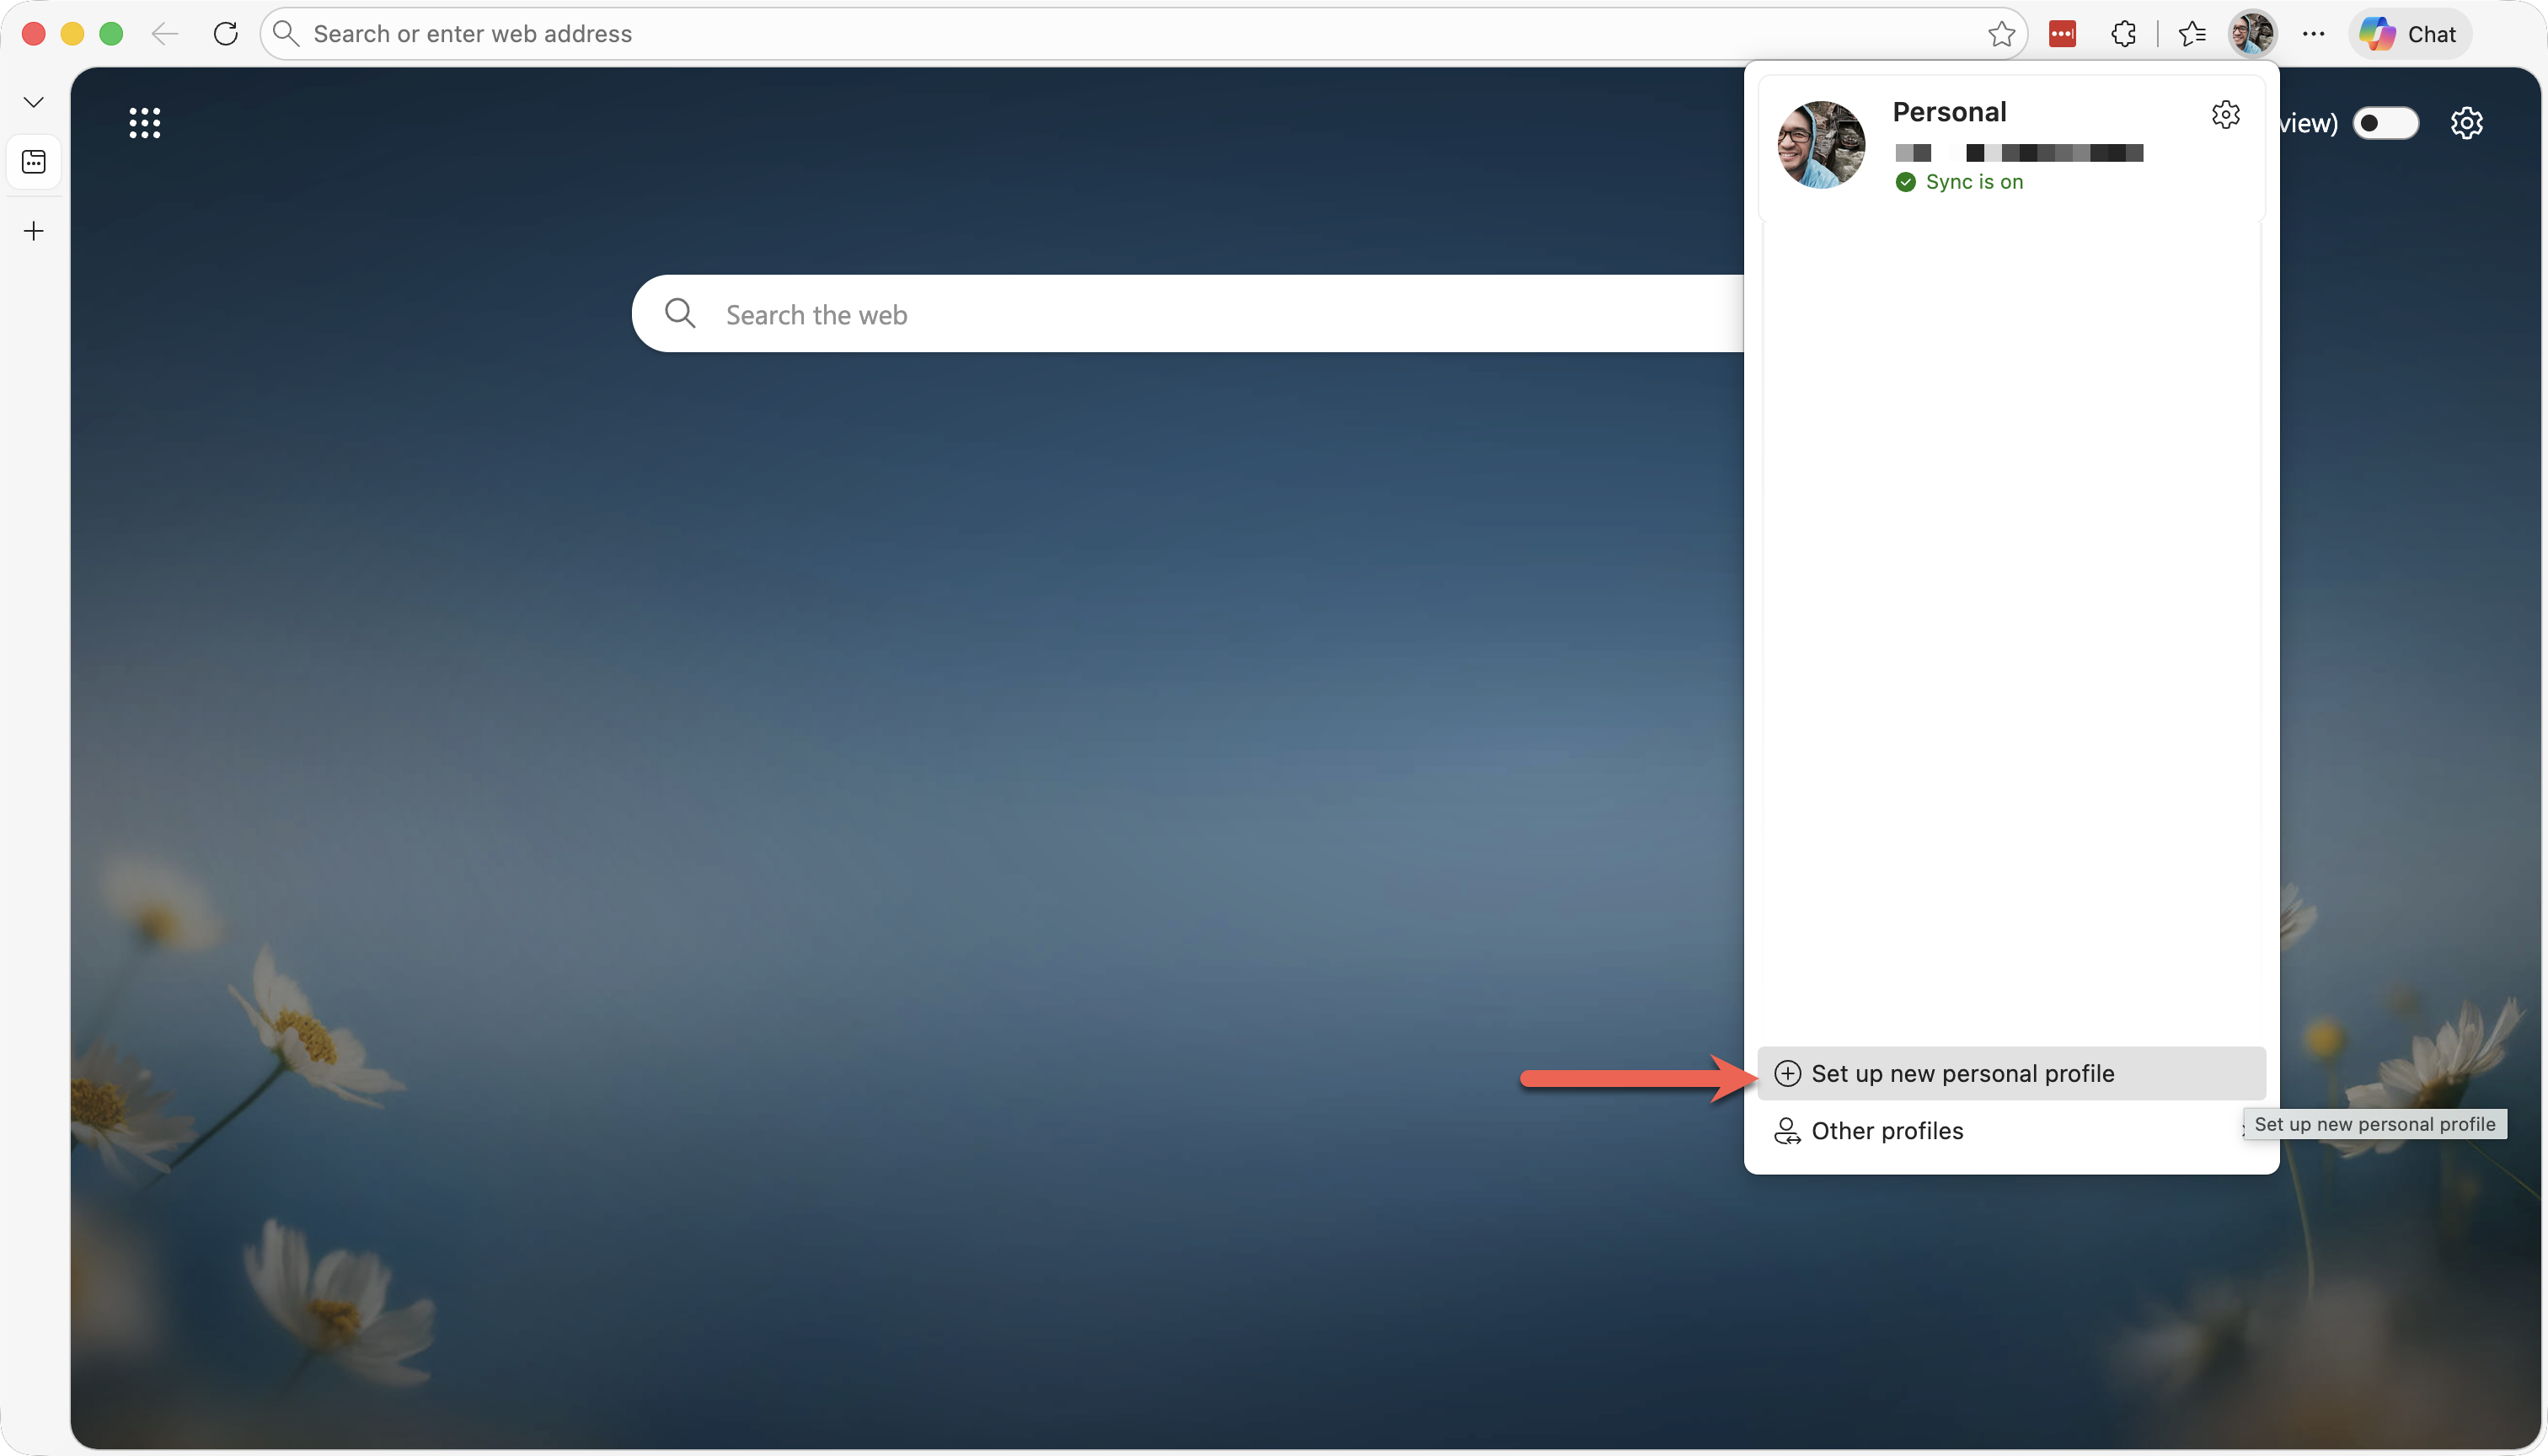 Search or enter web address
Chat
Personal
view)
Sync is on
Search the web
Set up new personal profile
Other profiles
Set up new personal profile